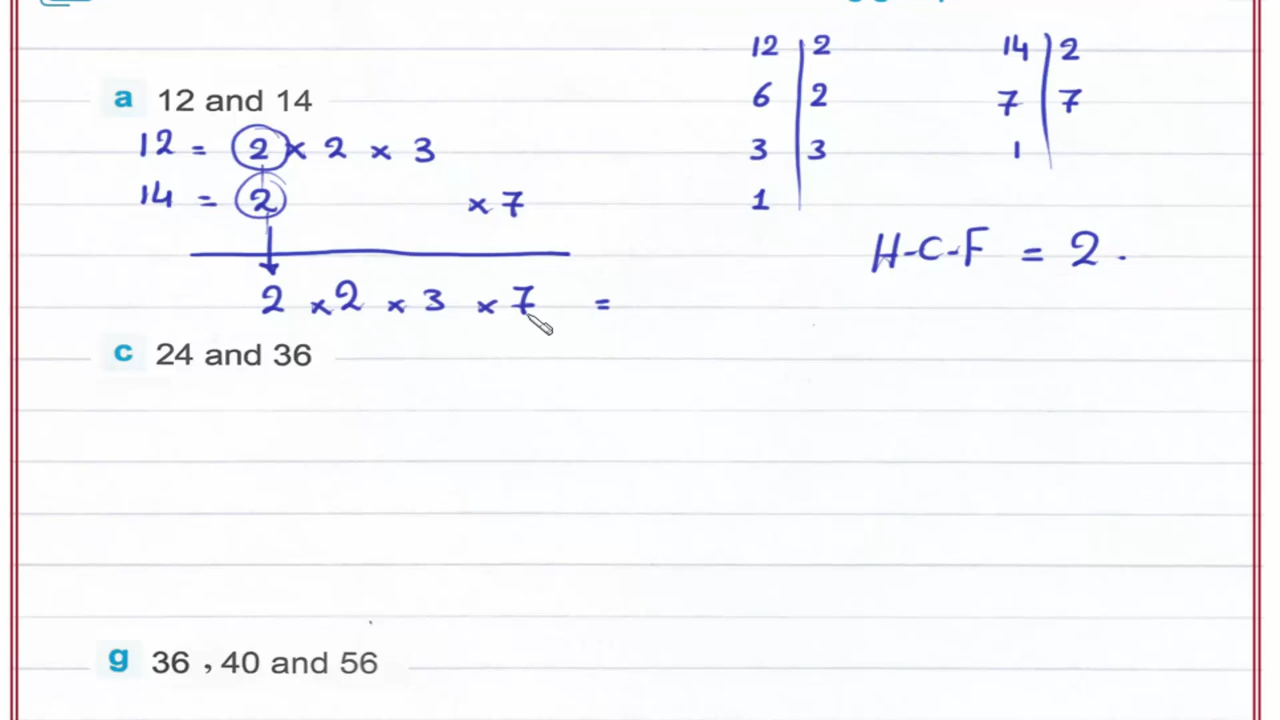 a 12 and 14
12 = 2 × 2 × 3
14 = 2 × 7
2 × 2 × 3 × 7 =
12 | 2
6 | 2
3 | 3
1
14 | 2
7 | 7
1
H-C-F = 2.
c 24 and 36
g 36 , 40 and 56